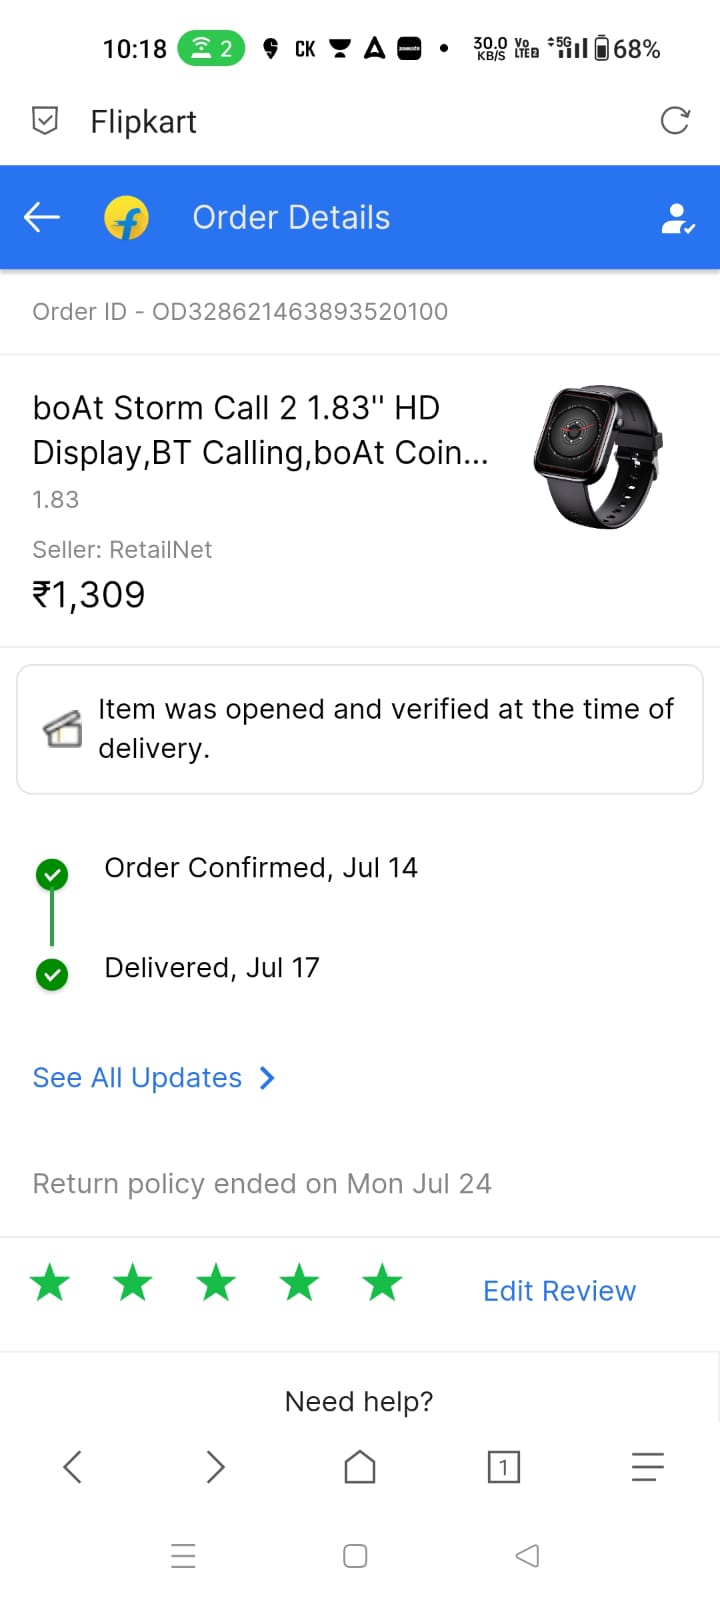 10:18 2 CK 30.0 KB/S Vo LTE2 5G 68%
Flipkart
Order Details
Order ID - OD328621463893520100
boAt Storm Call 2 1.83'' HD
Display,BT Calling,boAt Coin...
1.83
Seller: RetailNet
₹1,309
Item was opened and verified at the time of
delivery.
Order Confirmed, Jul 14
Delivered, Jul 17
See All Updates
Return policy ended on Mon Jul 24
Edit Review
Need help?
1